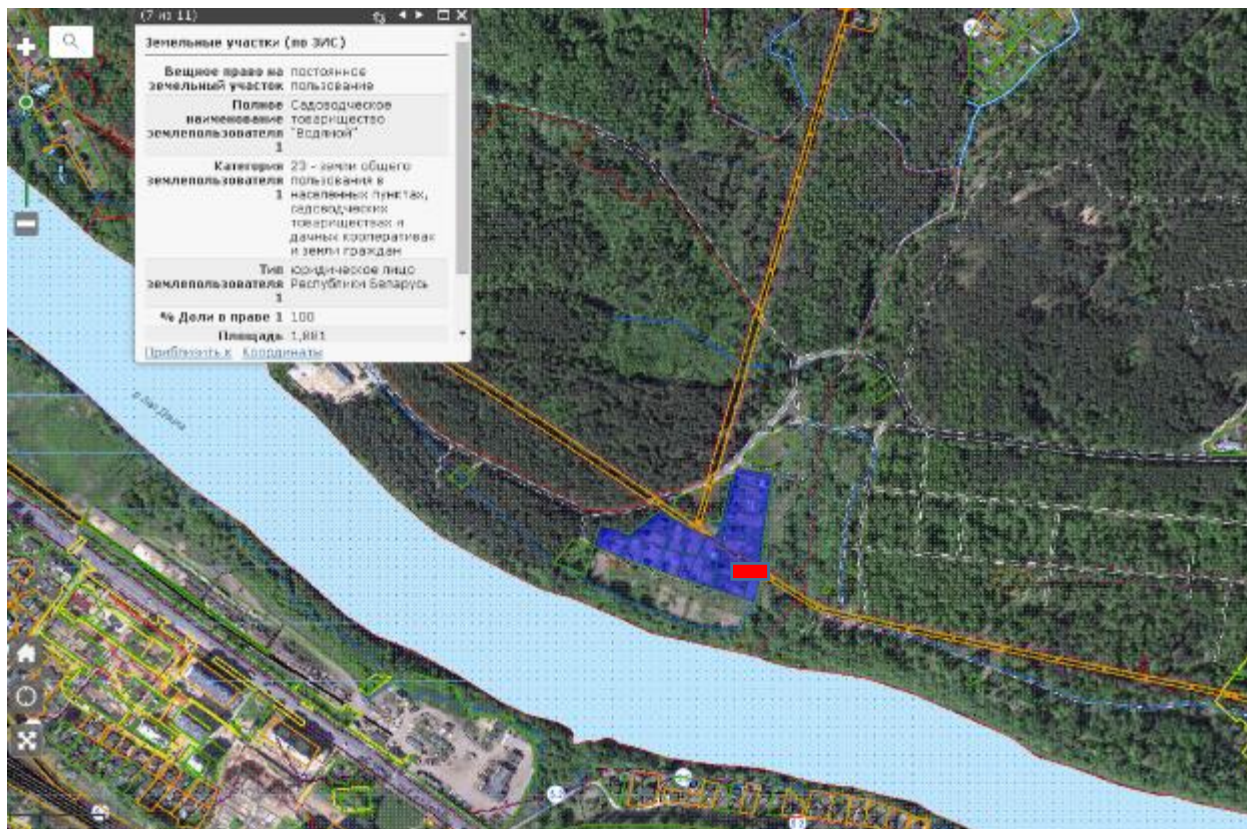 (7 из 11)
Земельные участки (по ЗИС)
Вещное право на земельный участок постоянное пользование
Полное наименование землепользователя 1 Садоводческое товарищество "Водяной"
Категория землепользователя 1 23 - земли общего пользования в населенных пунктах, садоводческих товариществах и дачных кооперативах и земли граждан
Тип землепользователя 1 юридическое лицо Республики Беларусь
% Доли в праве 1 100
Площадь 1,881
Приблизить к Координаты